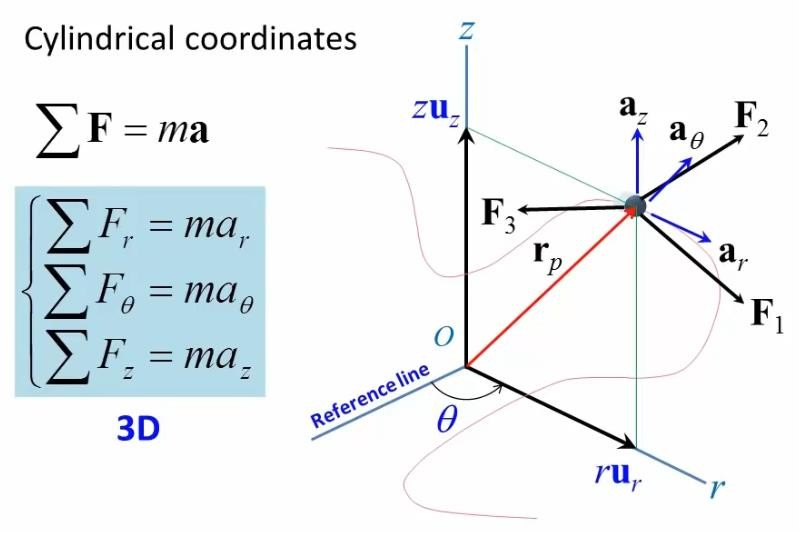 Cylindrical coordinates
∑F = ma
∑F_r = ma_r
∑F_θ = ma_θ
∑F_z = ma_z
3D
z
zu_z
a_z
a_θ
F_2
F_3
r_p
a_r
F_1
O
Reference line
θ
ru_r
r